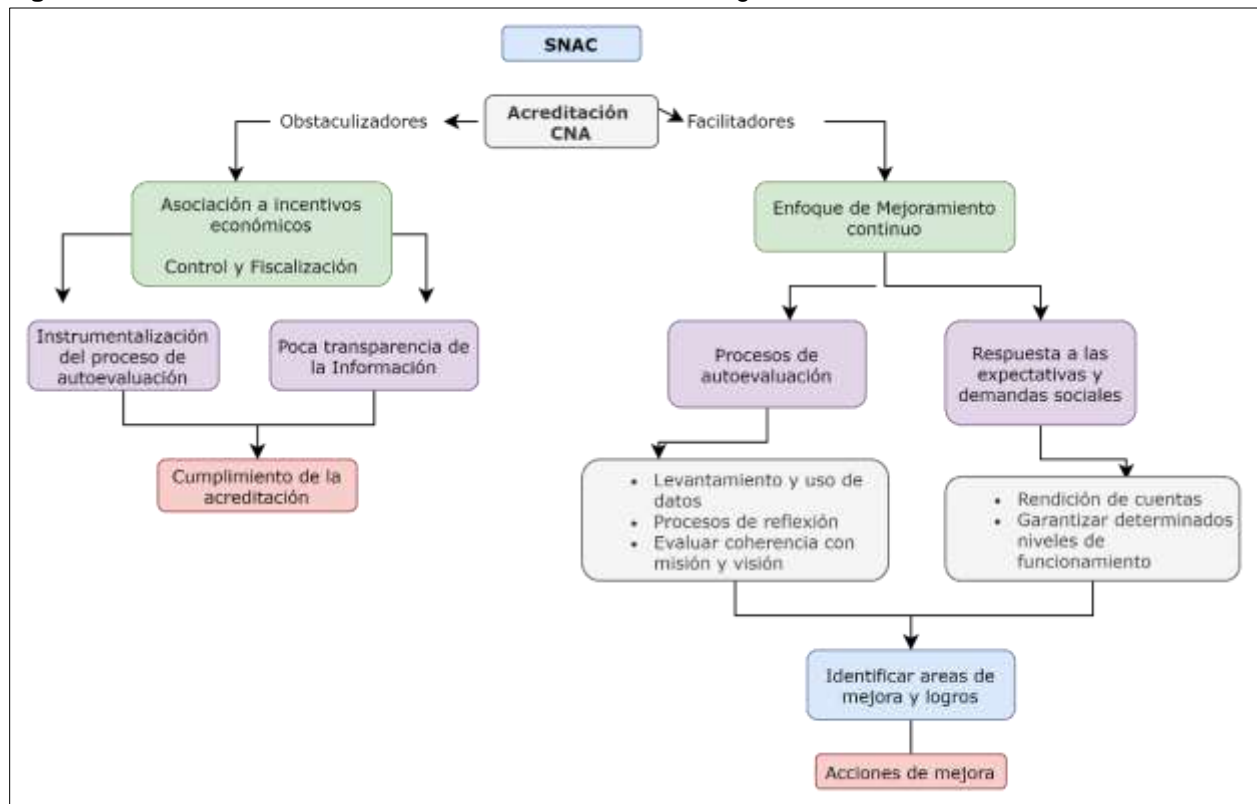 SNAC
Acreditación
CNA
Obstaculizadores
Facilitadores
Asociación a incentivos
económicos
Control y Fiscalización
Enfoque de Mejoramiento
continuo
Instrumentalización
del proceso de
autoevaluación
Poca transparencia de
la Información
Procesos de
autoevaluación
Respuesta a las
expectativas y
demandas sociales
Cumplimiento de la
acreditación
• Levantamiento y uso de
datos
• Procesos de reflexión
• Evaluar coherencia con
misión y visión
• Rendición de cuentas
• Garantizar determinados
niveles de
funcionamiento
Identificar areas de
mejora y logros
Acciones de mejora